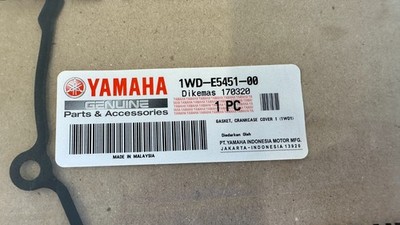 YAMAHA
GENUINE
Parts & Accessories
1WD-E5451-00
Dikemas 170320
1 PC
GASKET, CRANKCASE COVER 1 (1WD1)
MADE IN MALAYSIA
Diedarkan Oleh
PT.YAMAHA INDONESIA MOTOR MFG.
JAKARTA-INDONESIA 13920